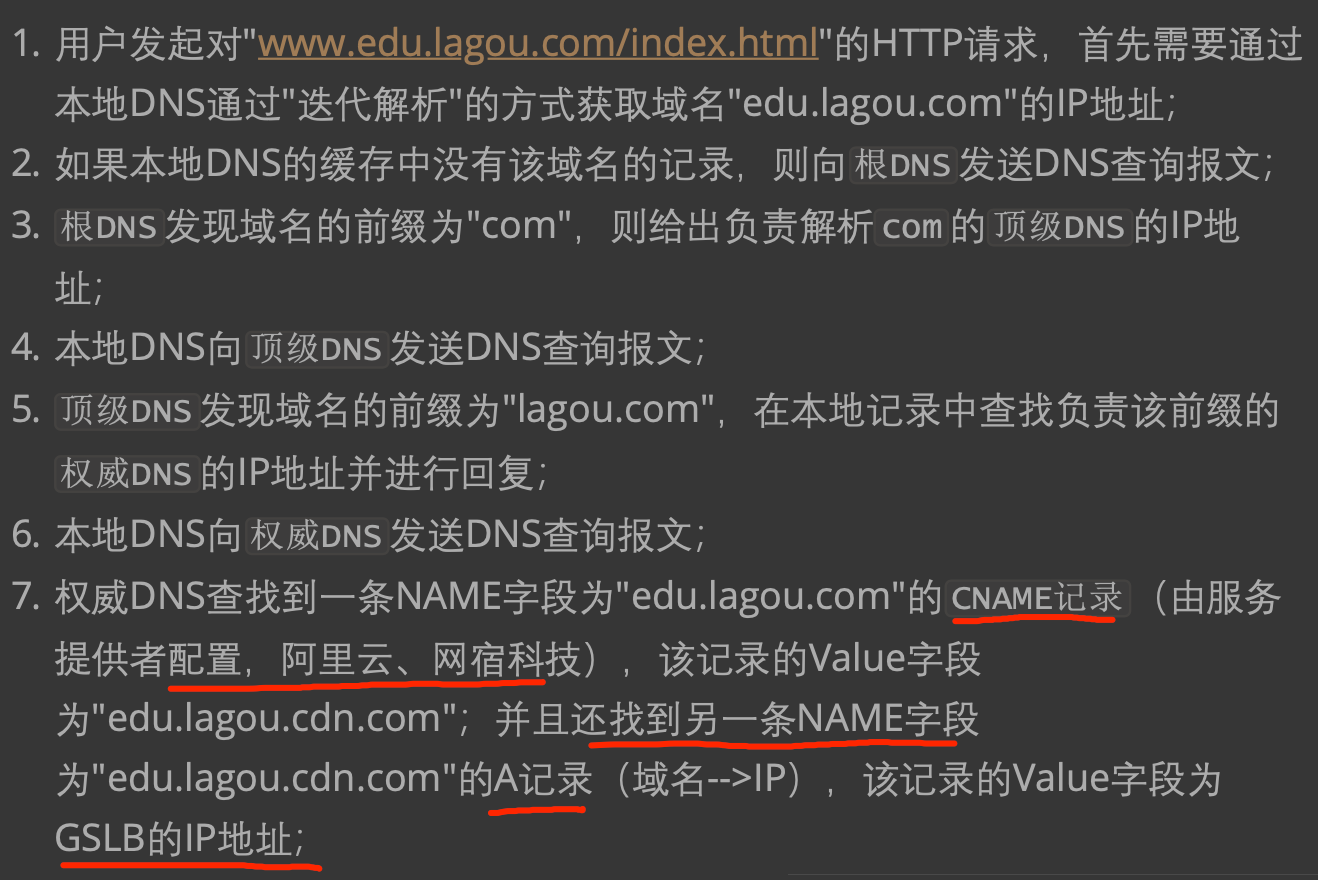 1. 用户发起对"www.edu.lagou.com/index.html"的HTTP请求，首先需要通过
本地DNS通过"迭代解析"的方式获取域名"edu.lagou.com"的IP地址；
2. 如果本地DNS的缓存中没有该域名的记录，则向根DNS发送DNS查询报文；
3. 根DNS发现域名的前缀为"com"，则给出负责解析com的顶级DNS的IP地
址；
4. 本地DNS向顶级DNS发送DNS查询报文；
5. 顶级DNS发现域名的前缀为"lagou.com"，在本地记录中查找负责该前缀的
权威DNS的IP地址并进行回复；
6. 本地DNS向权威DNS发送DNS查询报文；
7. 权威DNS查找到一条NAME字段为"edu.lagou.com"的CNAME记录（由服务
提供者配置，阿里云、网宿科技），该记录的Value字段
为"edu.lagou.cdn.com"；并且还找到另一条NAME字段
为"edu.lagou.cdn.com"的A记录（域名-->IP），该记录的Value字段为
GSLB的IP地址；